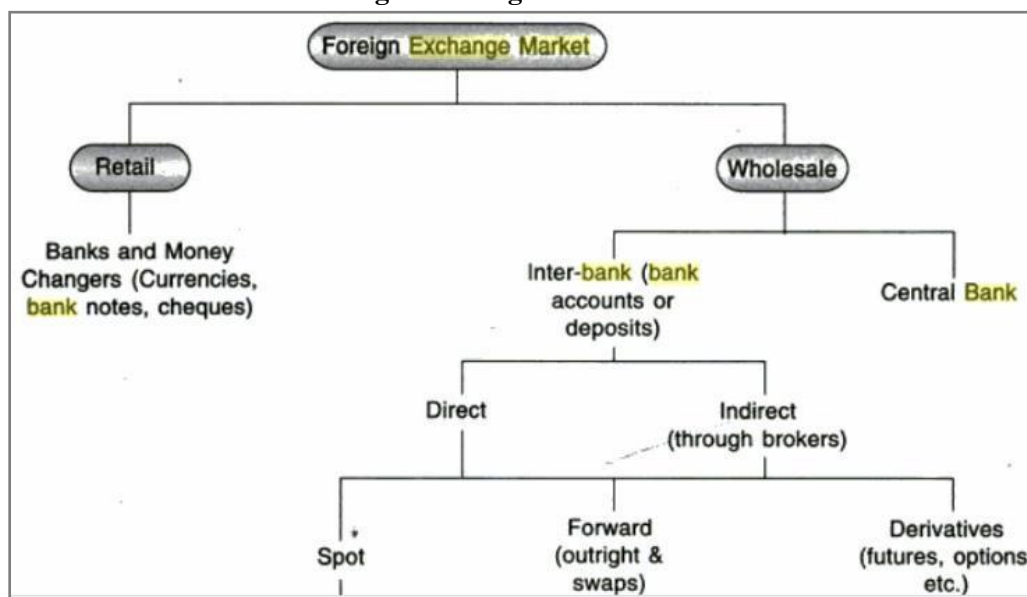 Foreign Exchange Market
Retail
Wholesale
Banks and Money
Changers (Currencies,
bank notes, cheques)
Inter-bank (bank
accounts or
deposits)
Central Bank
Direct
Indirect
(through brokers)
Spot
Forward
(outright &
swaps)
Derivatives
(futures, options
etc.)